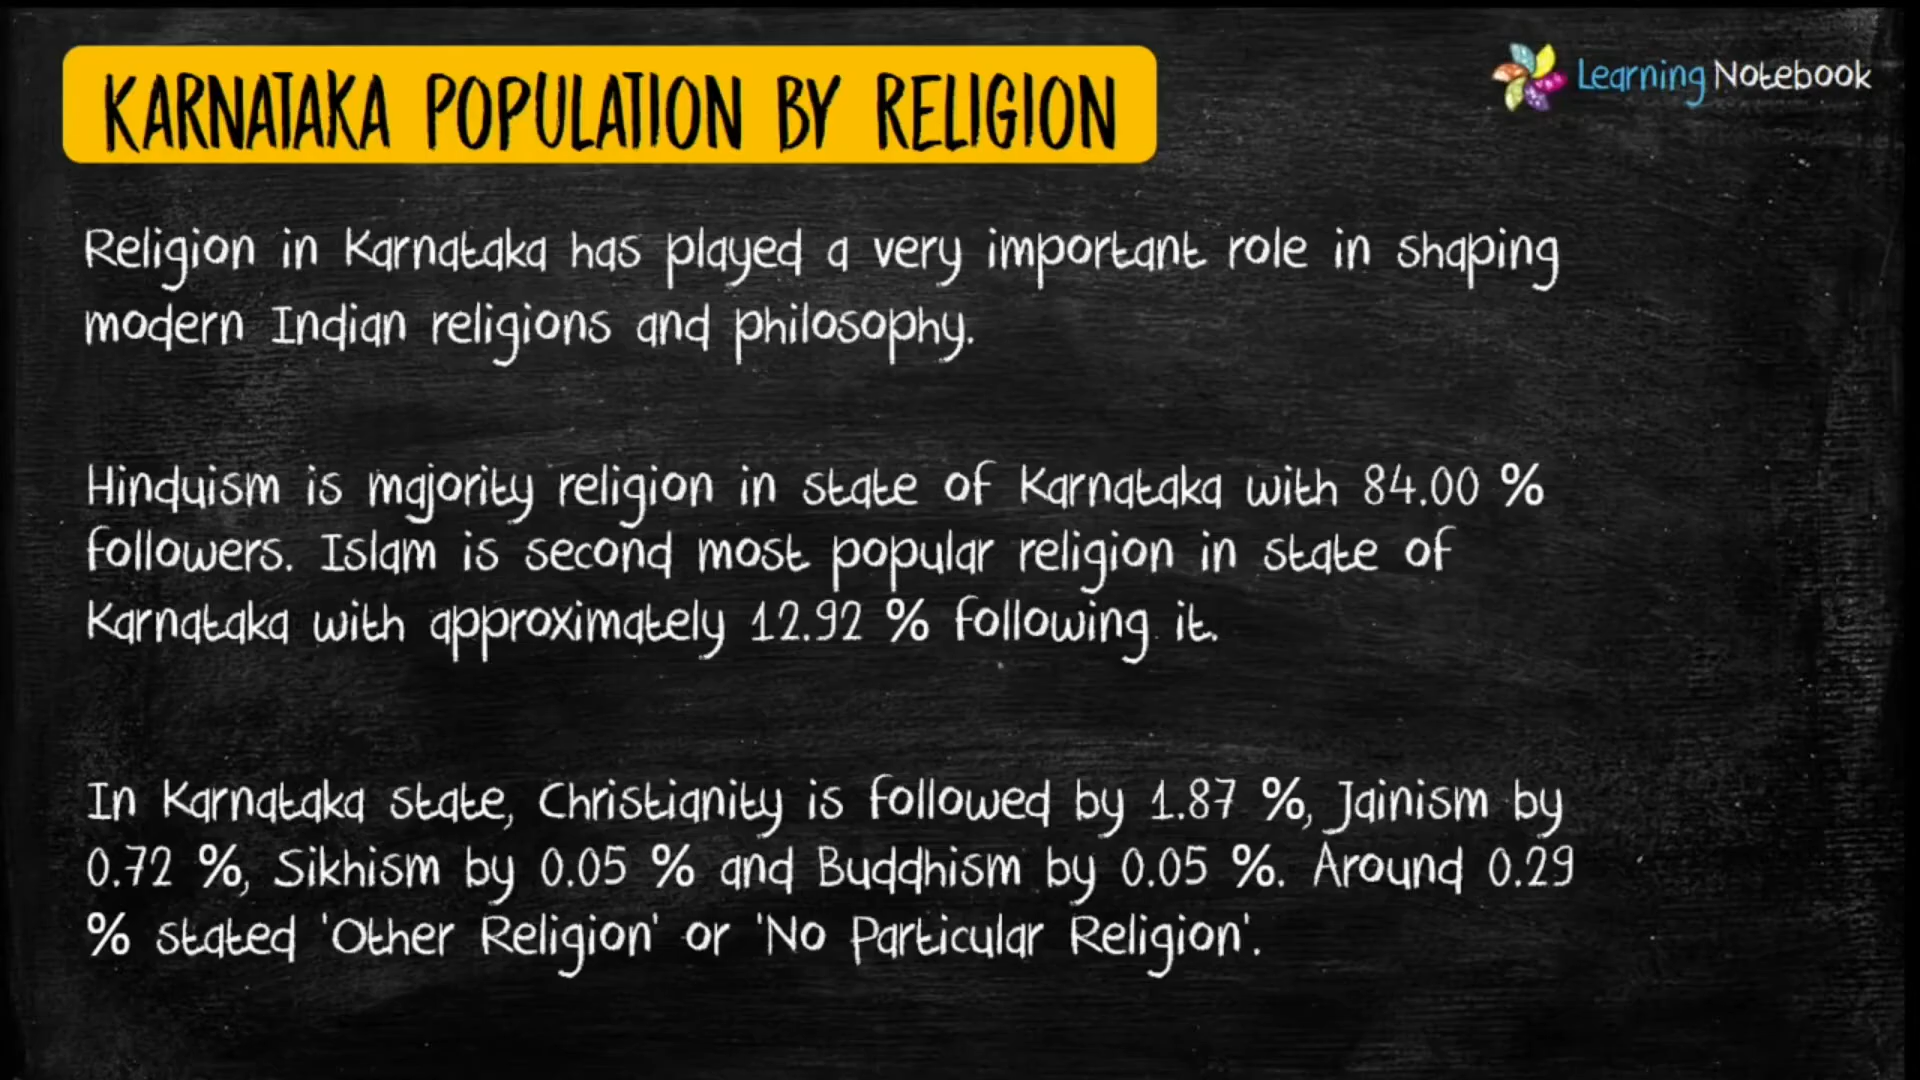 KARNATAKA POPULATION BY RELIGION
Learning Notebook
Religion in Karnataka has played a very important role in shaping
modern Indian religions and philosophy.
Hinduism is majority religion in state of Karnataka with 84.00 %
followers. Islam is second most popular religion in state of
Karnataka with approximately 12.92 % following it.
In Karnataka state, Christianity is followed by 1.87 %, Jainism by
0.72 %, Sikhism by 0.05 % and Buddhism by 0.05 %. Around 0.29
% stated 'Other Religion' or 'No Particular Religion'.